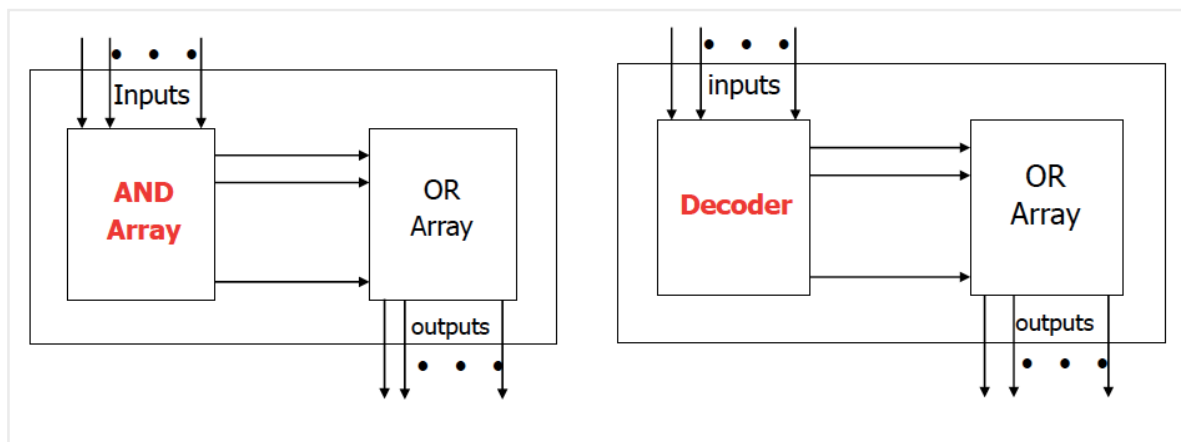 Inputs
AND
Array
OR
Array
outputs
inputs
Decoder
OR
Array
outputs